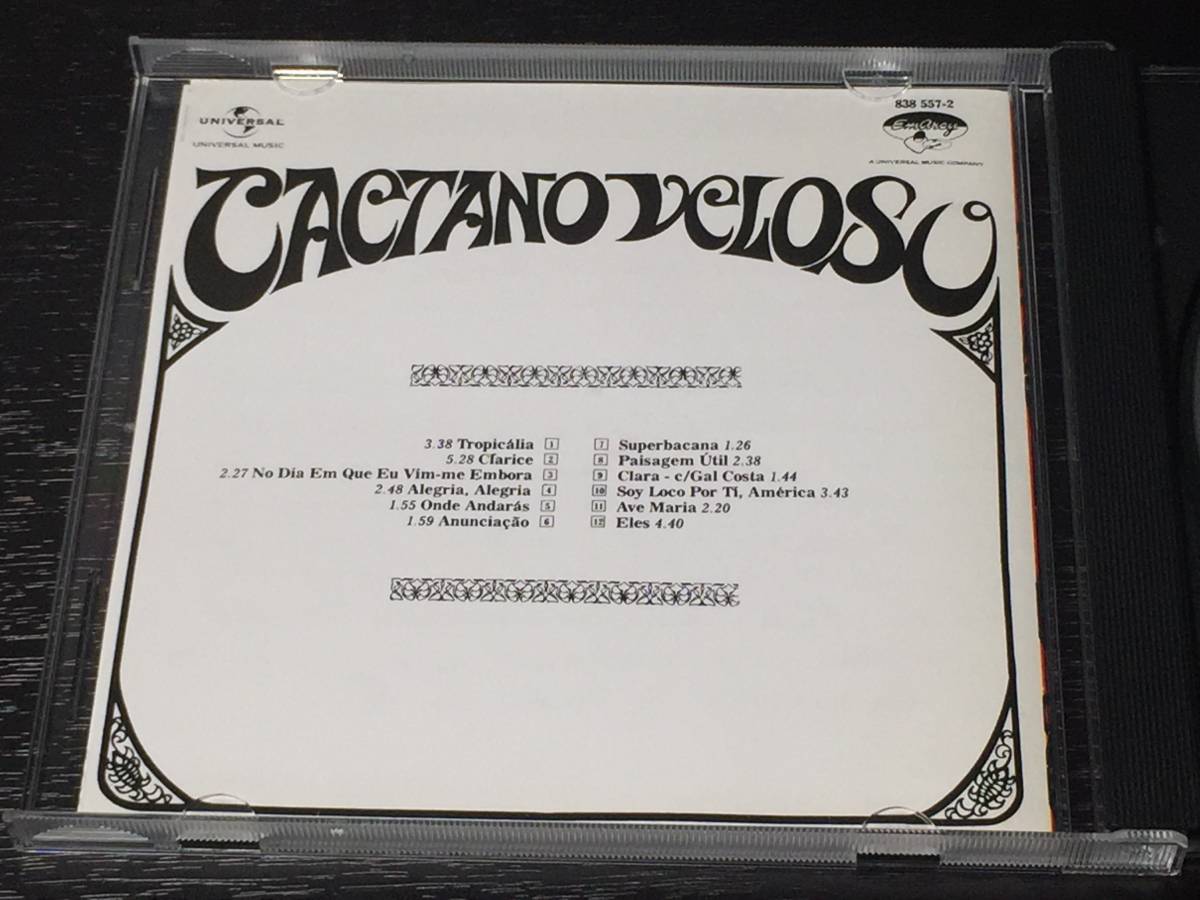 UNIVERSAL
UNIVERSAL MUSIC
838 557-2
EmArcy
A UNIVERSAL MUSIC COMPANY
CAETANO VELOSO
3.38 Tropicália 1
5.28 Clarice 2
2.27 No Dia Em Que Eu Vim-me Embora 3
2.48 Alegria, Alegria 4
1.55 Onde Andarás 5
1.59 Anunciação 6
7 Superbacana 1.26
8 Paisagem Útil 2.38
9 Clara - c/Gal Costa 1.44
10 Soy Loco Por Tí, América 3.43
11 Ave Maria 2.20
12 Eles 4.40